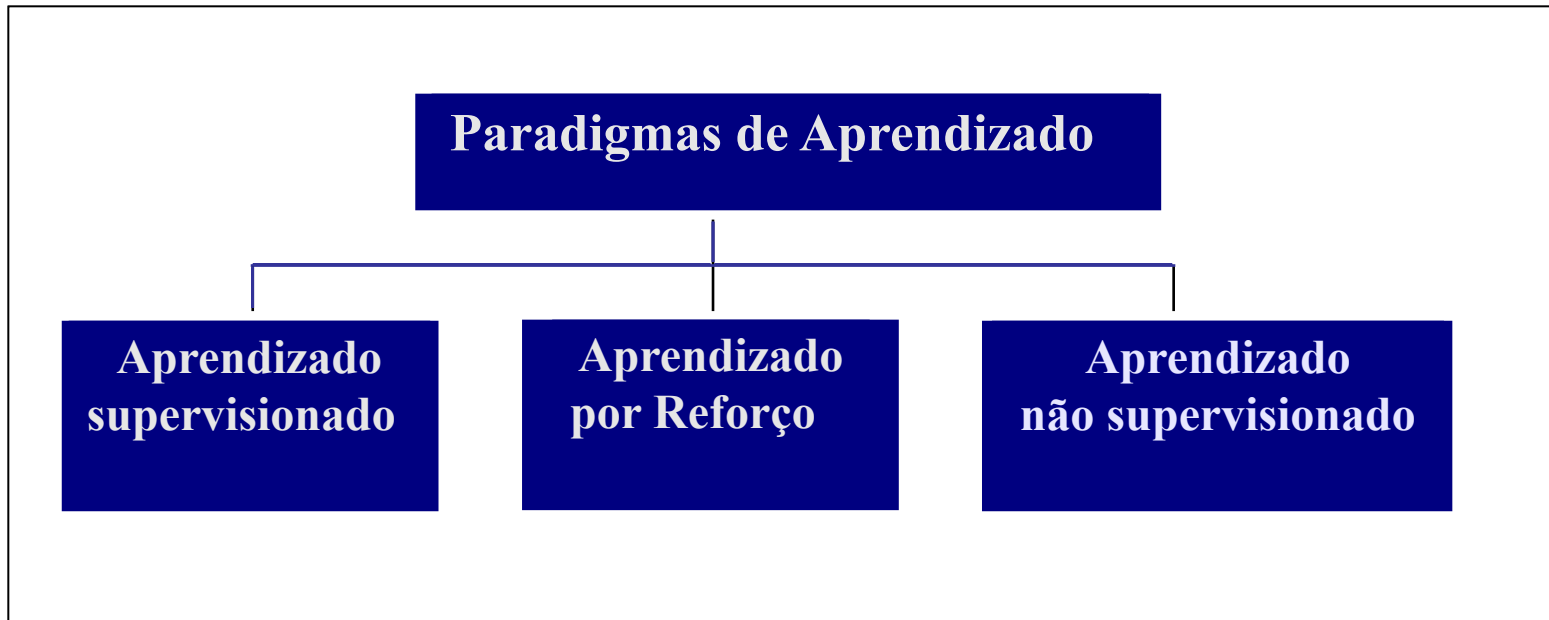 Paradigmas de Aprendizado
Aprendizado
supervisionado
Aprendizado
por Reforço
Aprendizado
não supervisionado